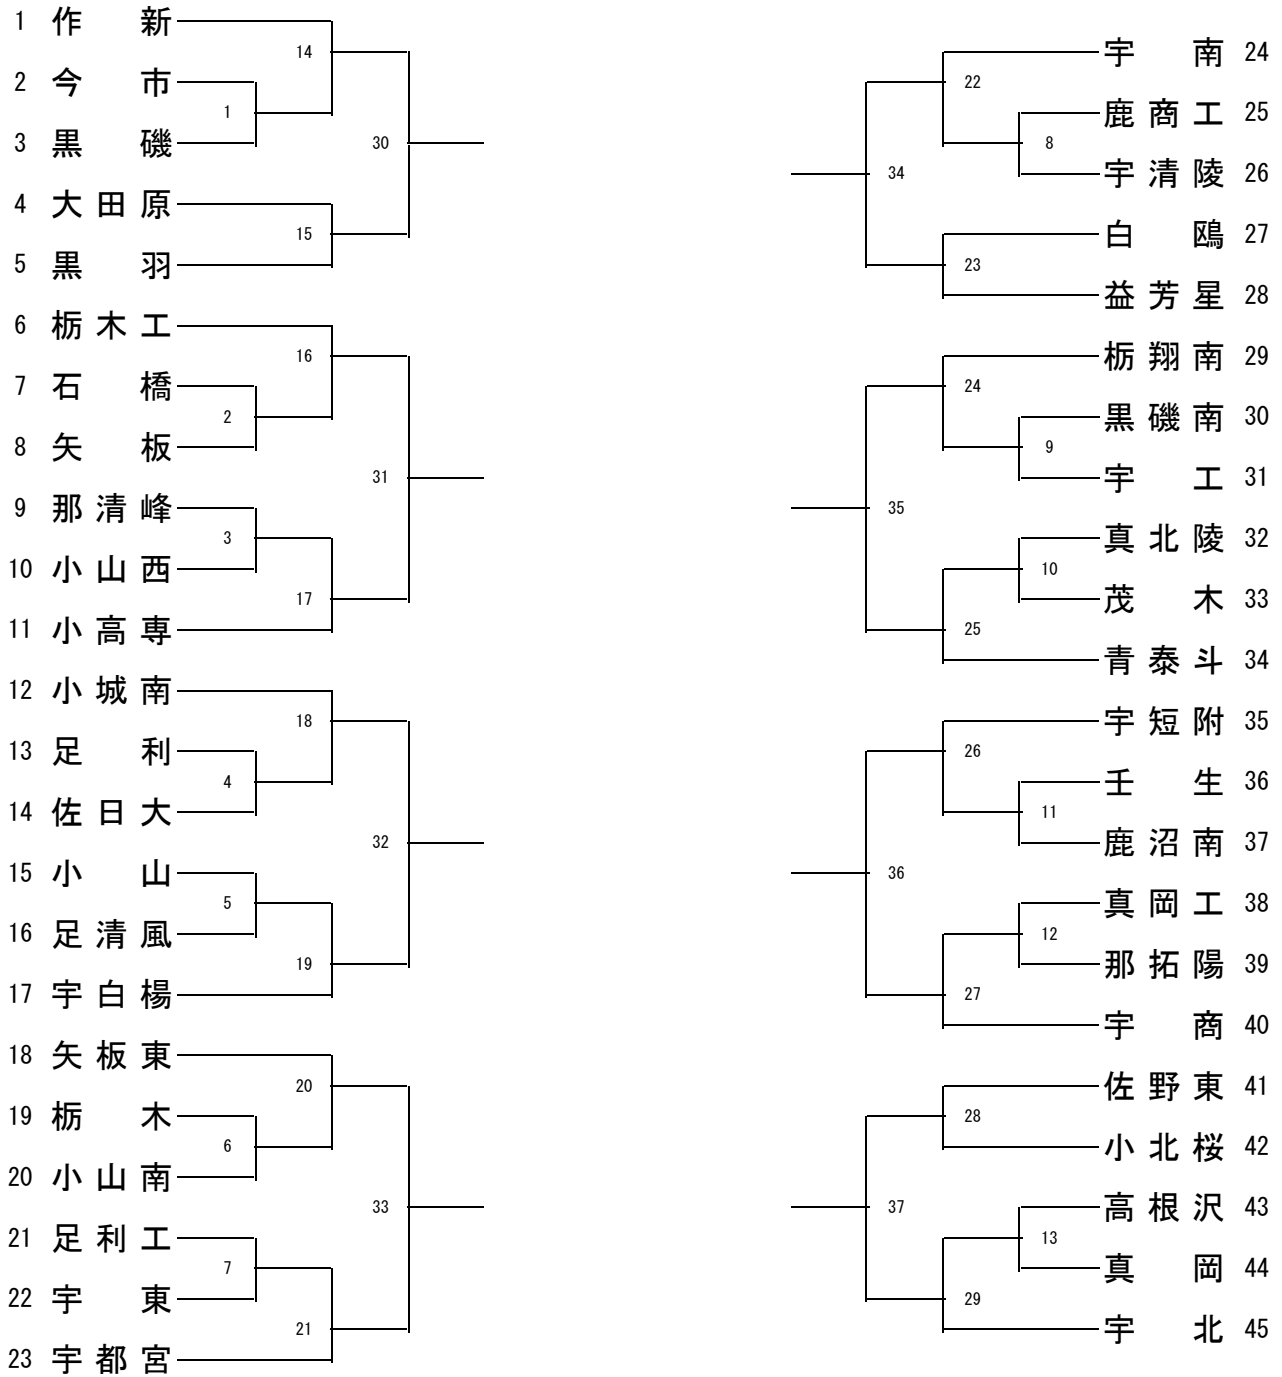 1 作新
14
2 今市
1
3 黒磯
30
4 大田原
15
5 黒羽
6 栃木工
16
7 石橋
2
8 矢板
31
9 那清峰
3
10 小山西
17
11 小高専
12 小城南
18
13 足利
4
14 佐日大
32
15 小山
5
16 足清風
19
17 宇白楊
18 矢板東
20
19 栃木
6
20 小山南
33
21 足利工
7
22 宇東
21
23 宇都宮
宇南 24
22
鹿商工 25
8
34
宇清陵 26
白鴎 27
23
益芳星 28
栃翔南 29
24
黒磯南 30
9
宇工 31
35
真北陵 32
10
茂木 33
25
青泰斗 34
宇短附 35
26
壬生 36
11
鹿沼南 37
36
真岡工 38
12
那拓陽 39
27
宇商 40
佐野東 41
28
小北桜 42
37
高根沢 43
13
真岡 44
29
宇北 45